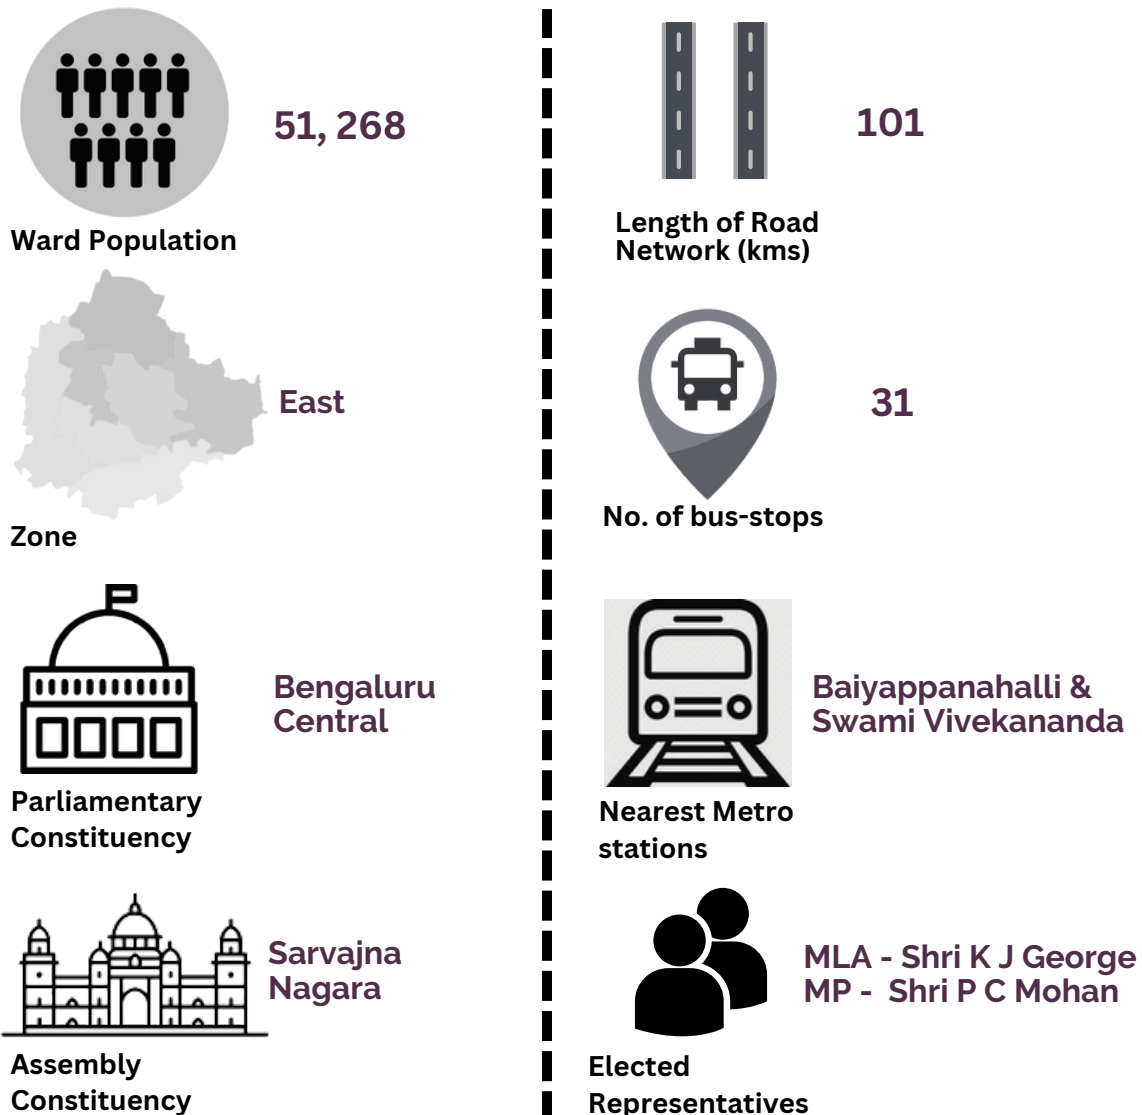 51, 268
Ward Population
East
Zone
Bengaluru
Central
Parliamentary
Constituency
Sarvajna
Nagara
Assembly
Constituency
101
Length of Road
Network (kms)
31
No. of bus-stops
Baiyappanahalli &
Swami Vivekananda
Nearest Metro
stations
MLA - Shri K J George
MP - Shri P C Mohan
Elected
Representatives